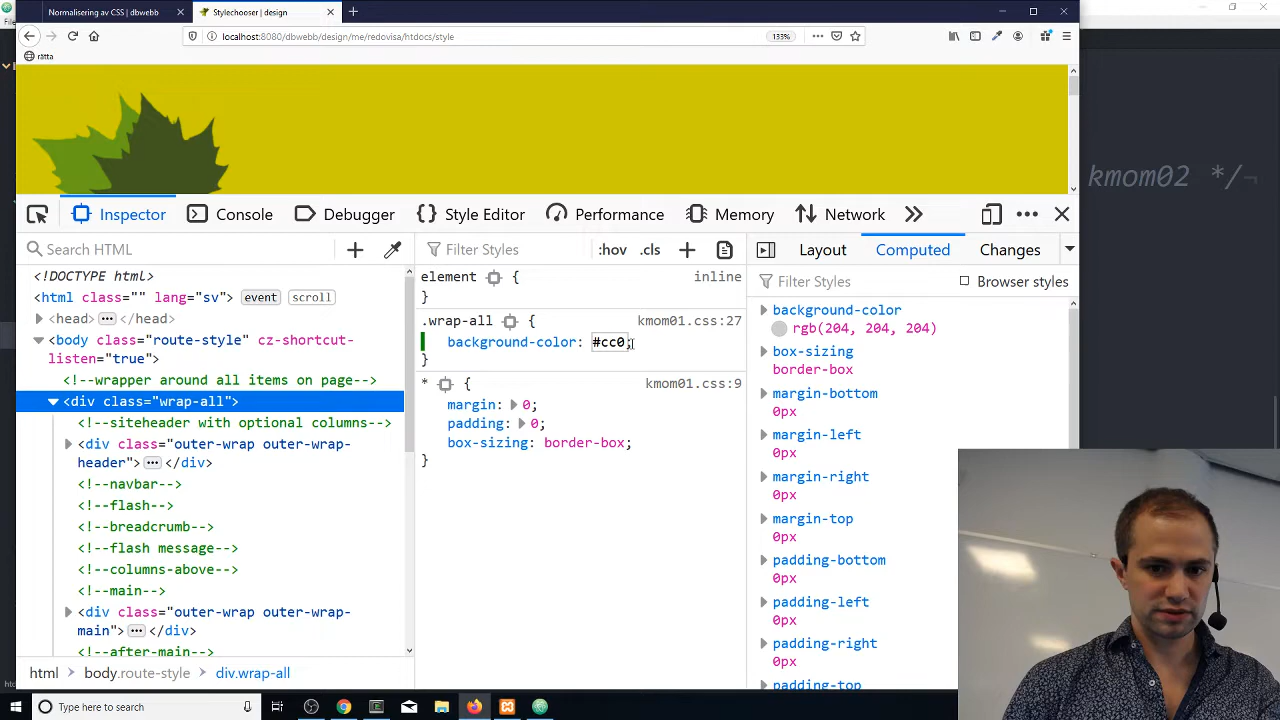 Normalisering av CSS | dbwebb
Stylechooser | design
localhost:8080/dbwebb/design/me/redovisa/htdocs/style
133%
rätta
kmom02 */¬
Inspector
Console
Debugger
Style Editor
Performance
Memory
Network
Search HTML
Filter Styles
:hov
.cls
Layout
Computed
Changes
<!DOCTYPE html>
<html class="" lang="sv">
event
scroll
<head> ••• </head>
<body class="route-style" cz-shortcut-
listen="true">
<!--wrapper around all items on page-->
<div class="wrap-all">
<!--siteheader with optional columns-->
<div class="outer-wrap outer-wrap-
header"> ••• </div>
<!--navbar-->
<!--flash-->
<!--breadcrumb-->
<!--flash message-->
<!--columns-above-->
<!--main-->
<div class="outer-wrap outer-wrap-
main"> ••• </div>
<!--after-main-->
element {
inline
}
.wrap-all {
kmom01.css:27
background-color: #cc0;
}
* {
kmom01.css:9
margin: 0;
padding: 0;
box-sizing: border-box;
}
Filter Styles
Browser styles
background-color
rgb(204, 204, 204)
box-sizing
border-box
margin-bottom
0px
margin-left
0px
margin-right
0px
margin-top
0px
padding-bottom
0px
padding-left
0px
padding-right
0px
padding-top
html
body.route-style
div.wrap-all
Type here to search